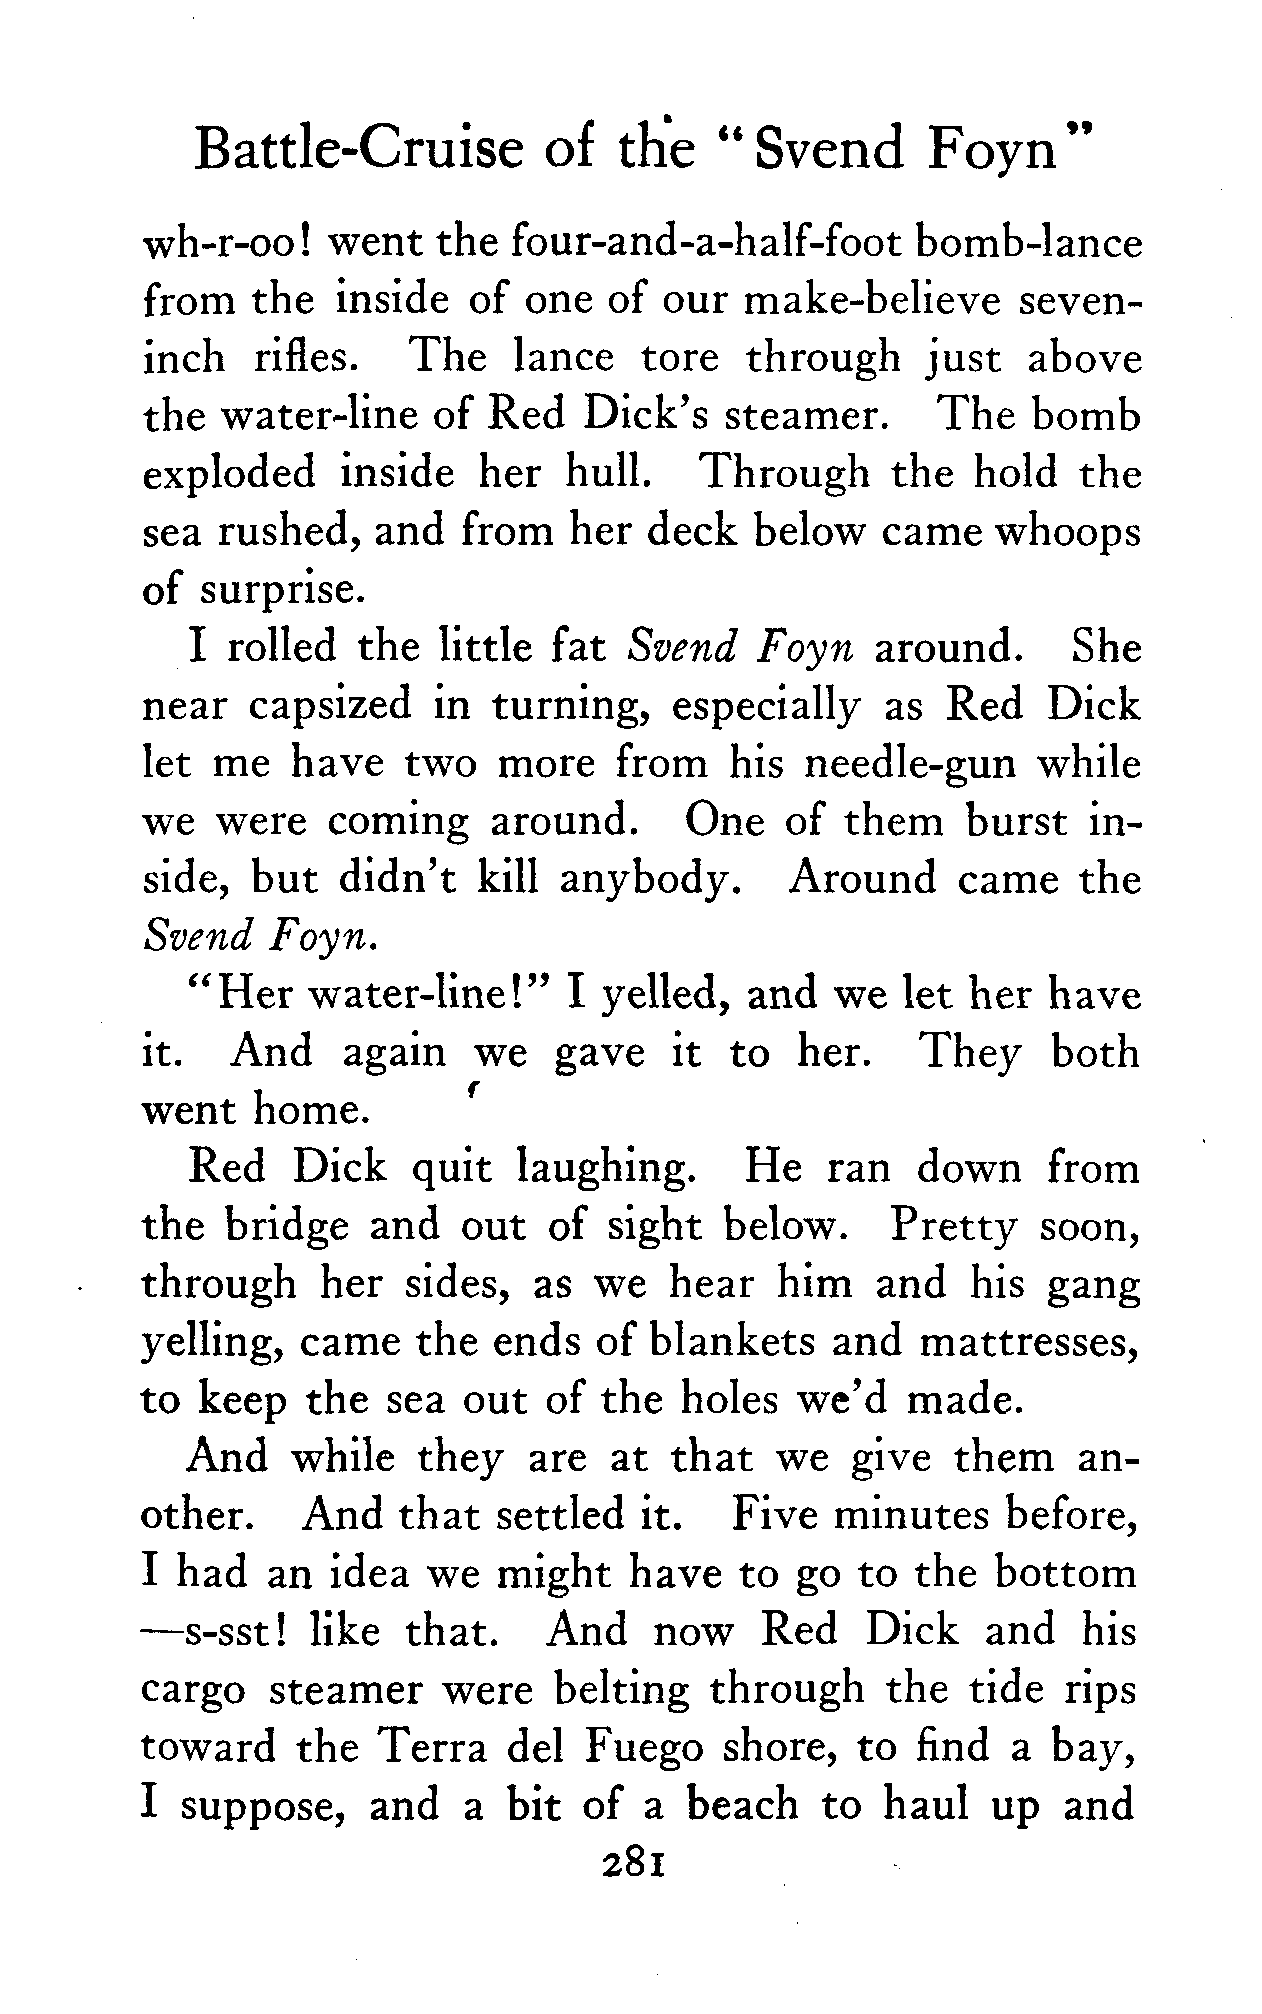 Battle-Cruise of the "Svend Foyn"
wh-r-oo! went the four-and-a-half-foot bomb-lance
from the inside of one of our make-believe seven-
inch rifles. The lance tore through just above
the water-line of Red Dick's steamer. The bomb
exploded inside her hull. Through the hold the
sea rushed, and from her deck below came whoops
of surprise.
I rolled the little fat Svend Foyn around. She
near capsized in turning, especially as Red Dick
let me have two more from his needle-gun while
we were coming around. One of them burst in-
side, but didn't kill anybody. Around came the
Svend Foyn.
"Her water-line!" I yelled, and we let her have
it. And again we gave it to her. They both
went home.
Red Dick quit laughing. He ran down from
the bridge and out of sight below. Pretty soon,
through her sides, as we hear him and his gang
yelling, came the ends of blankets and mattresses,
to keep the sea out of the holes we'd made.
And while they are at that we give them an-
other. And that settled it. Five minutes before,
I had an idea we might have to go to the bottom
—s-sst! like that. And now Red Dick and his
cargo steamer were belting through the tide rips
toward the Terra del Fuego shore, to find a bay,
I suppose, and a bit of a beach to haul up and
281